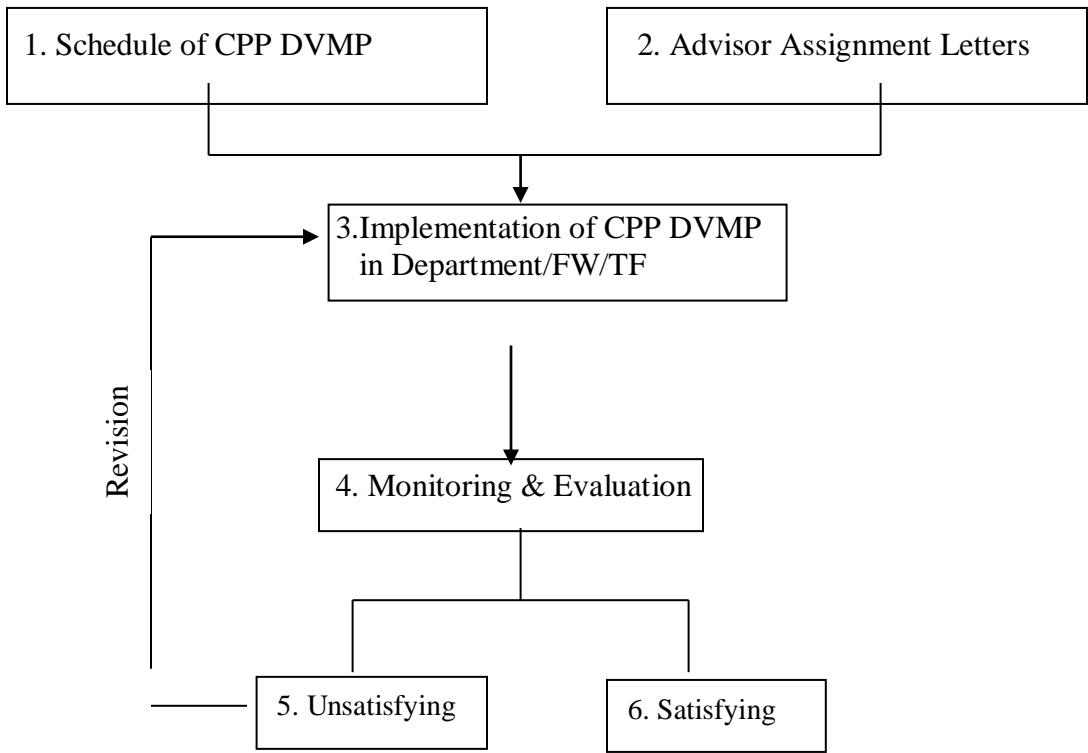 1. Schedule of CPP DVMP
2. Advisor Assignment Letters
3.Implementation of CPP DVMP
in Department/FW/TF
Revision
4. Monitoring & Evaluation
5. Unsatisfying
6. Satisfying